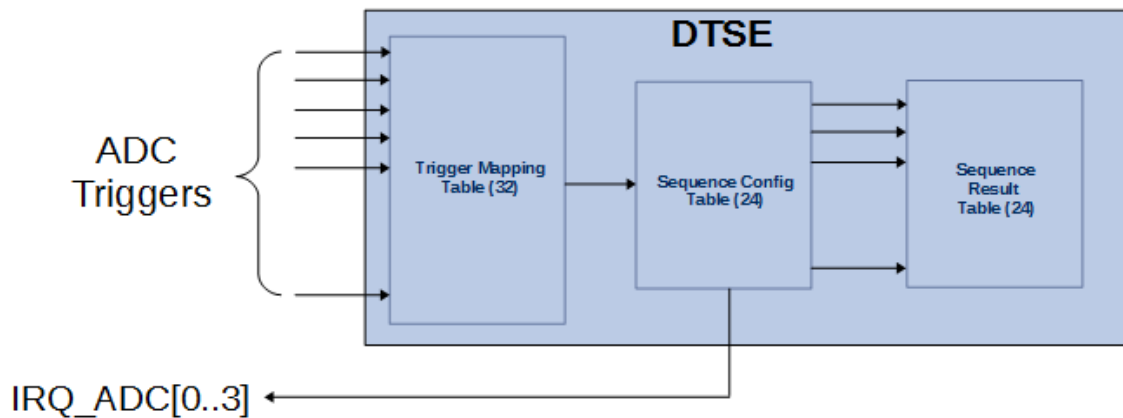 DTSE
ADC
Triggers
Trigger Mapping
Table (32)
Sequence Config
Table (24)
Sequence
Result
Table (24)
IRQ_ADC[0..3]